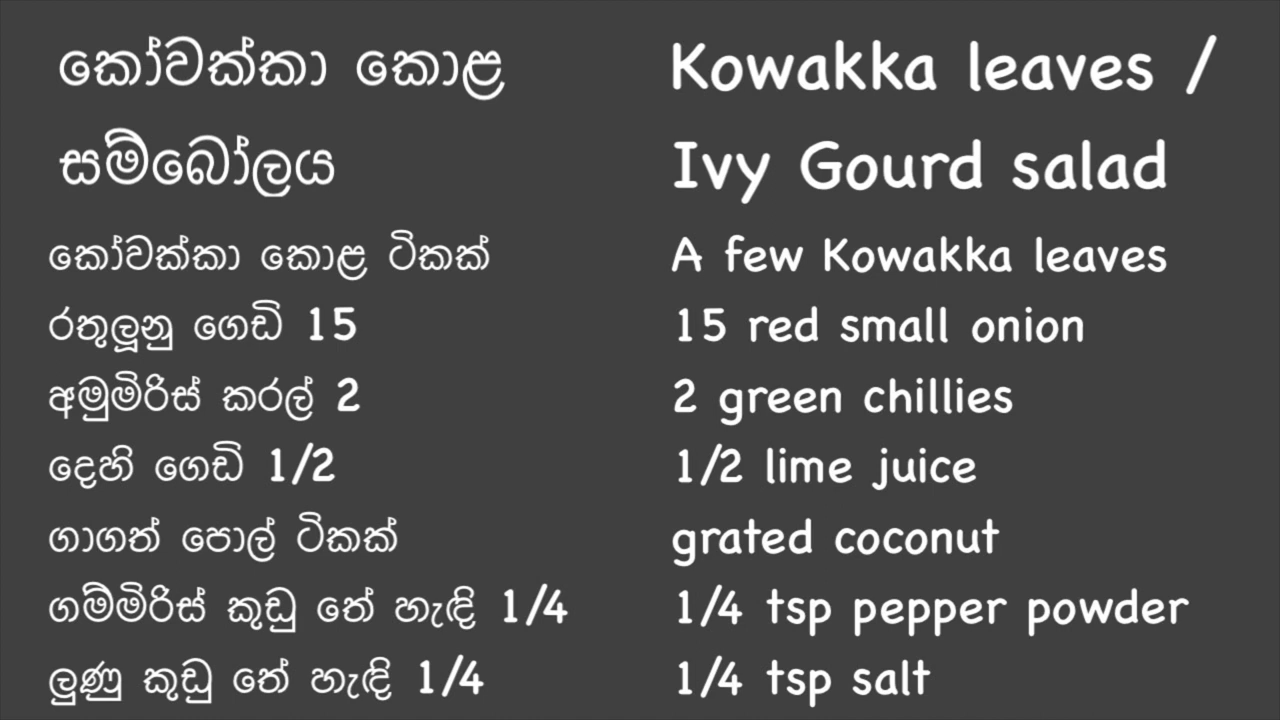 කෝවක්කා කොළ
සම්බෝලය
කෝවක්කා කොළ ටිකක්
රතුලූනු ගෙඩි 15
අමුමිරිස් කරල් 2
දෙහි ගෙඩි 1/2
ගාගත් පොල් ටිකක්
ගම්මිරිස් කුඩු තේ හැඳි 1/4
ලුණු කුඩු තේ හැඳි 1/4
Kowakka leaves /
Ivy Gourd salad
A few Kowakka leaves
15 red small onion
2 green chillies
1/2 lime juice
grated coconut
1/4 tsp pepper powder
1/4 tsp salt